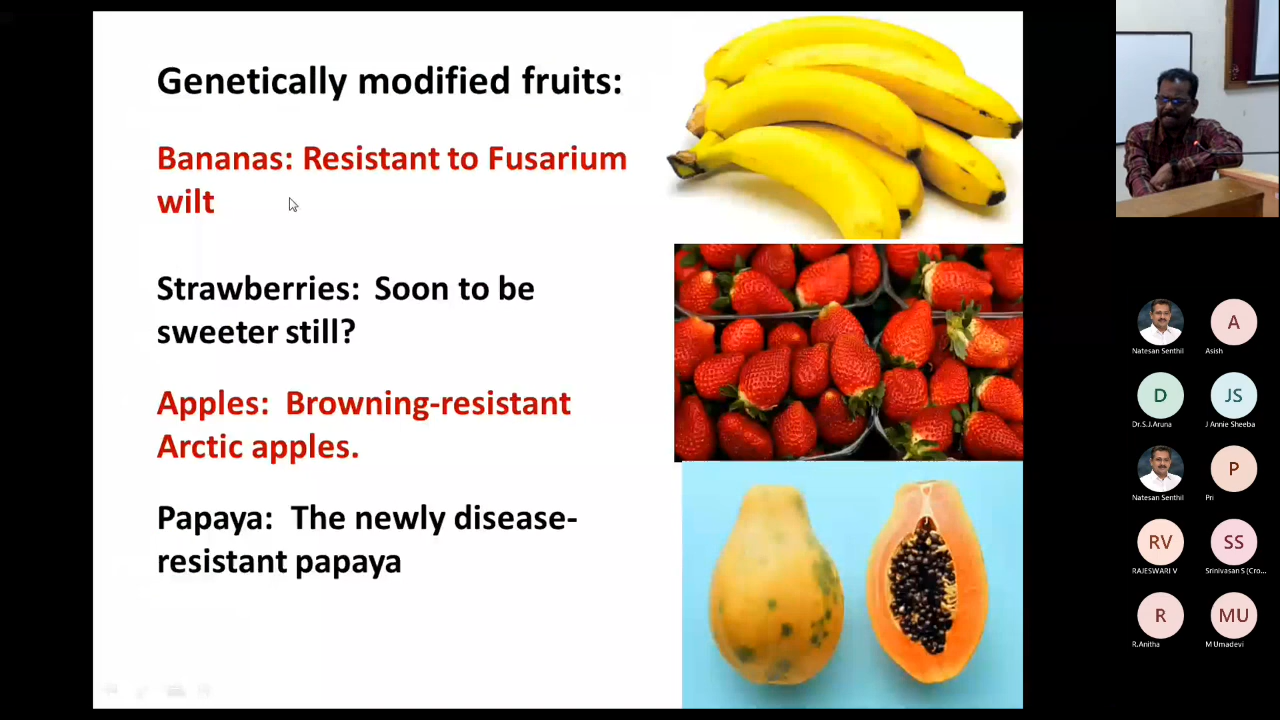 Genetically modified fruits:
Bananas: Resistant to Fusarium
wilt
Strawberries: Soon to be
sweeter still?
Apples: Browning-resistant
Arctic apples.
Papaya: The newly disease-
resistant papaya
Natesan Senthil
A
Asish
D
Dr.S.J.Aruna
JS
J Annie Sheeba
Natesan Senthil
P
Pri
RV
RAJESWARI V
SS
Srinivasan S (Cro...
R
R.Anitha
MU
M Umadevi